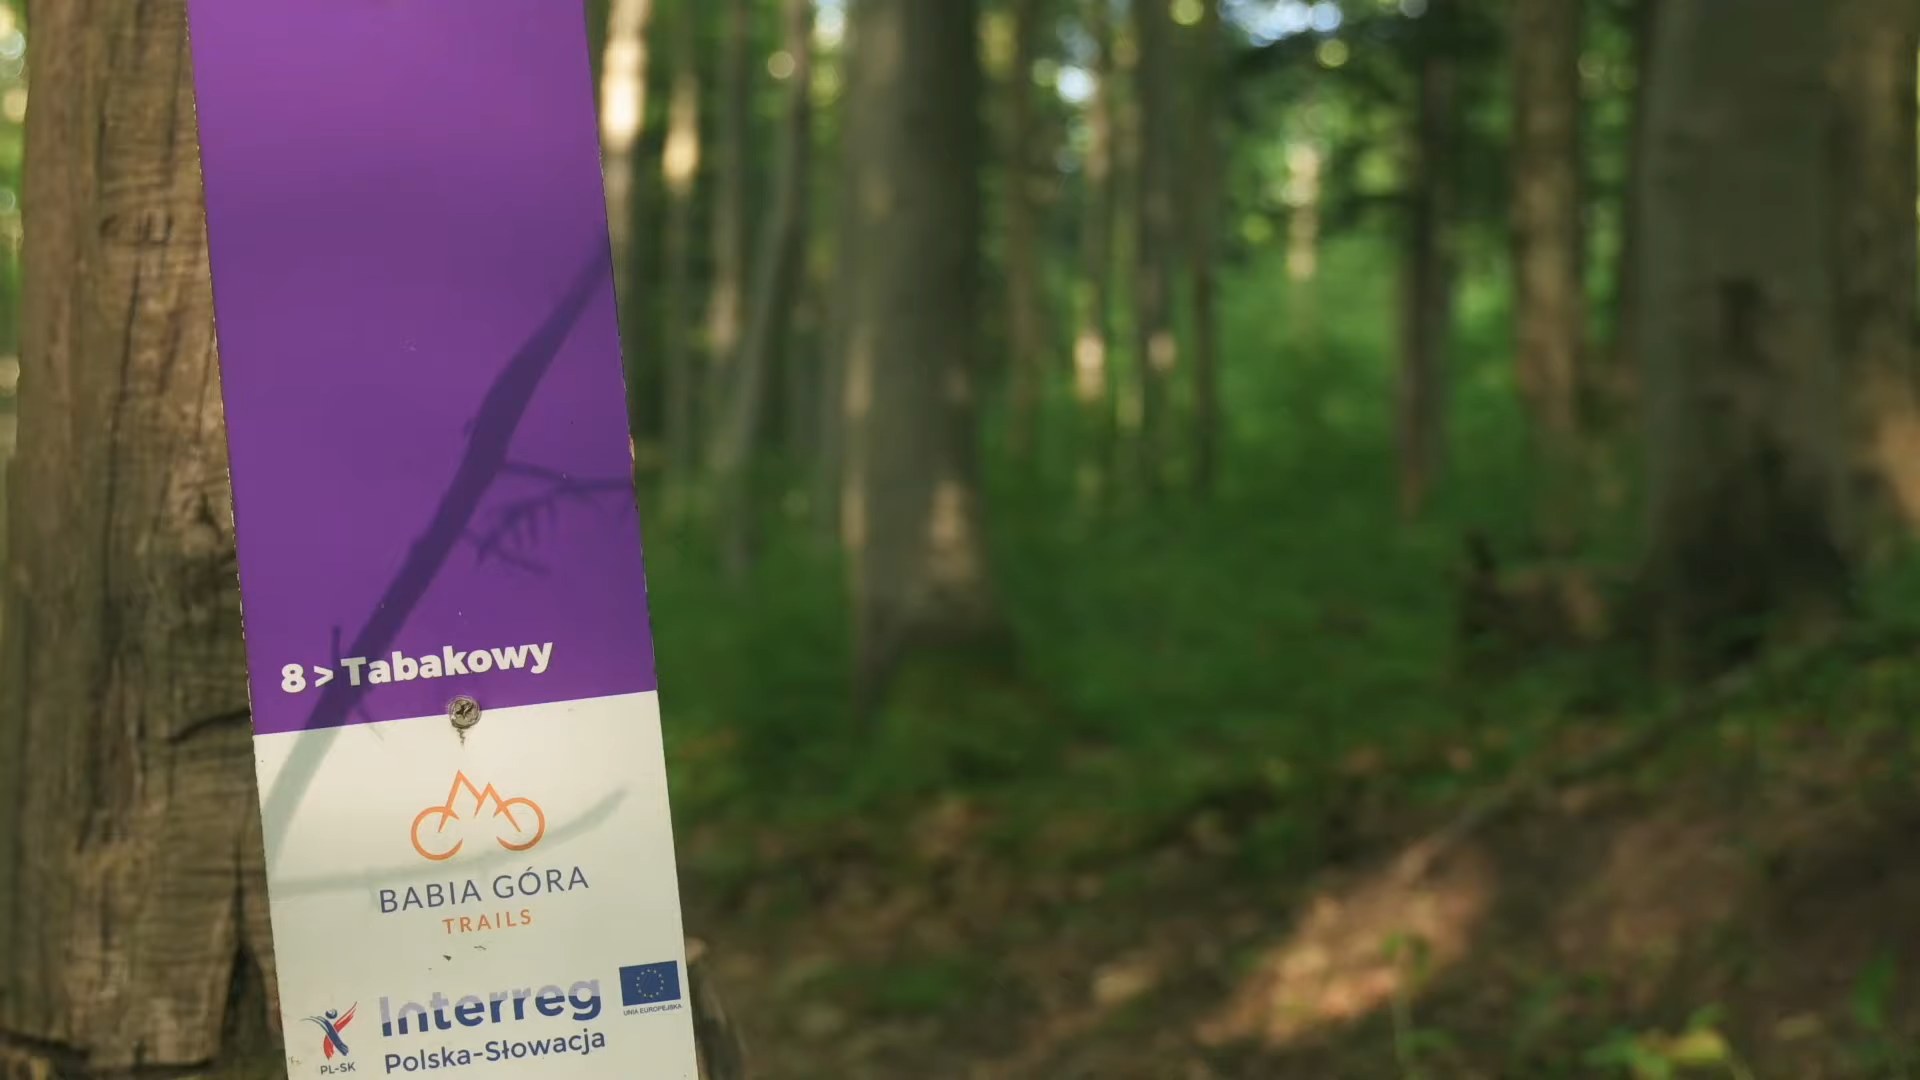 8 > Tabakowy
BABIA GÓRA
TRAILS
Interreg
UNIA EUROPEJSKA
PL-SK
Polska-Słowacja